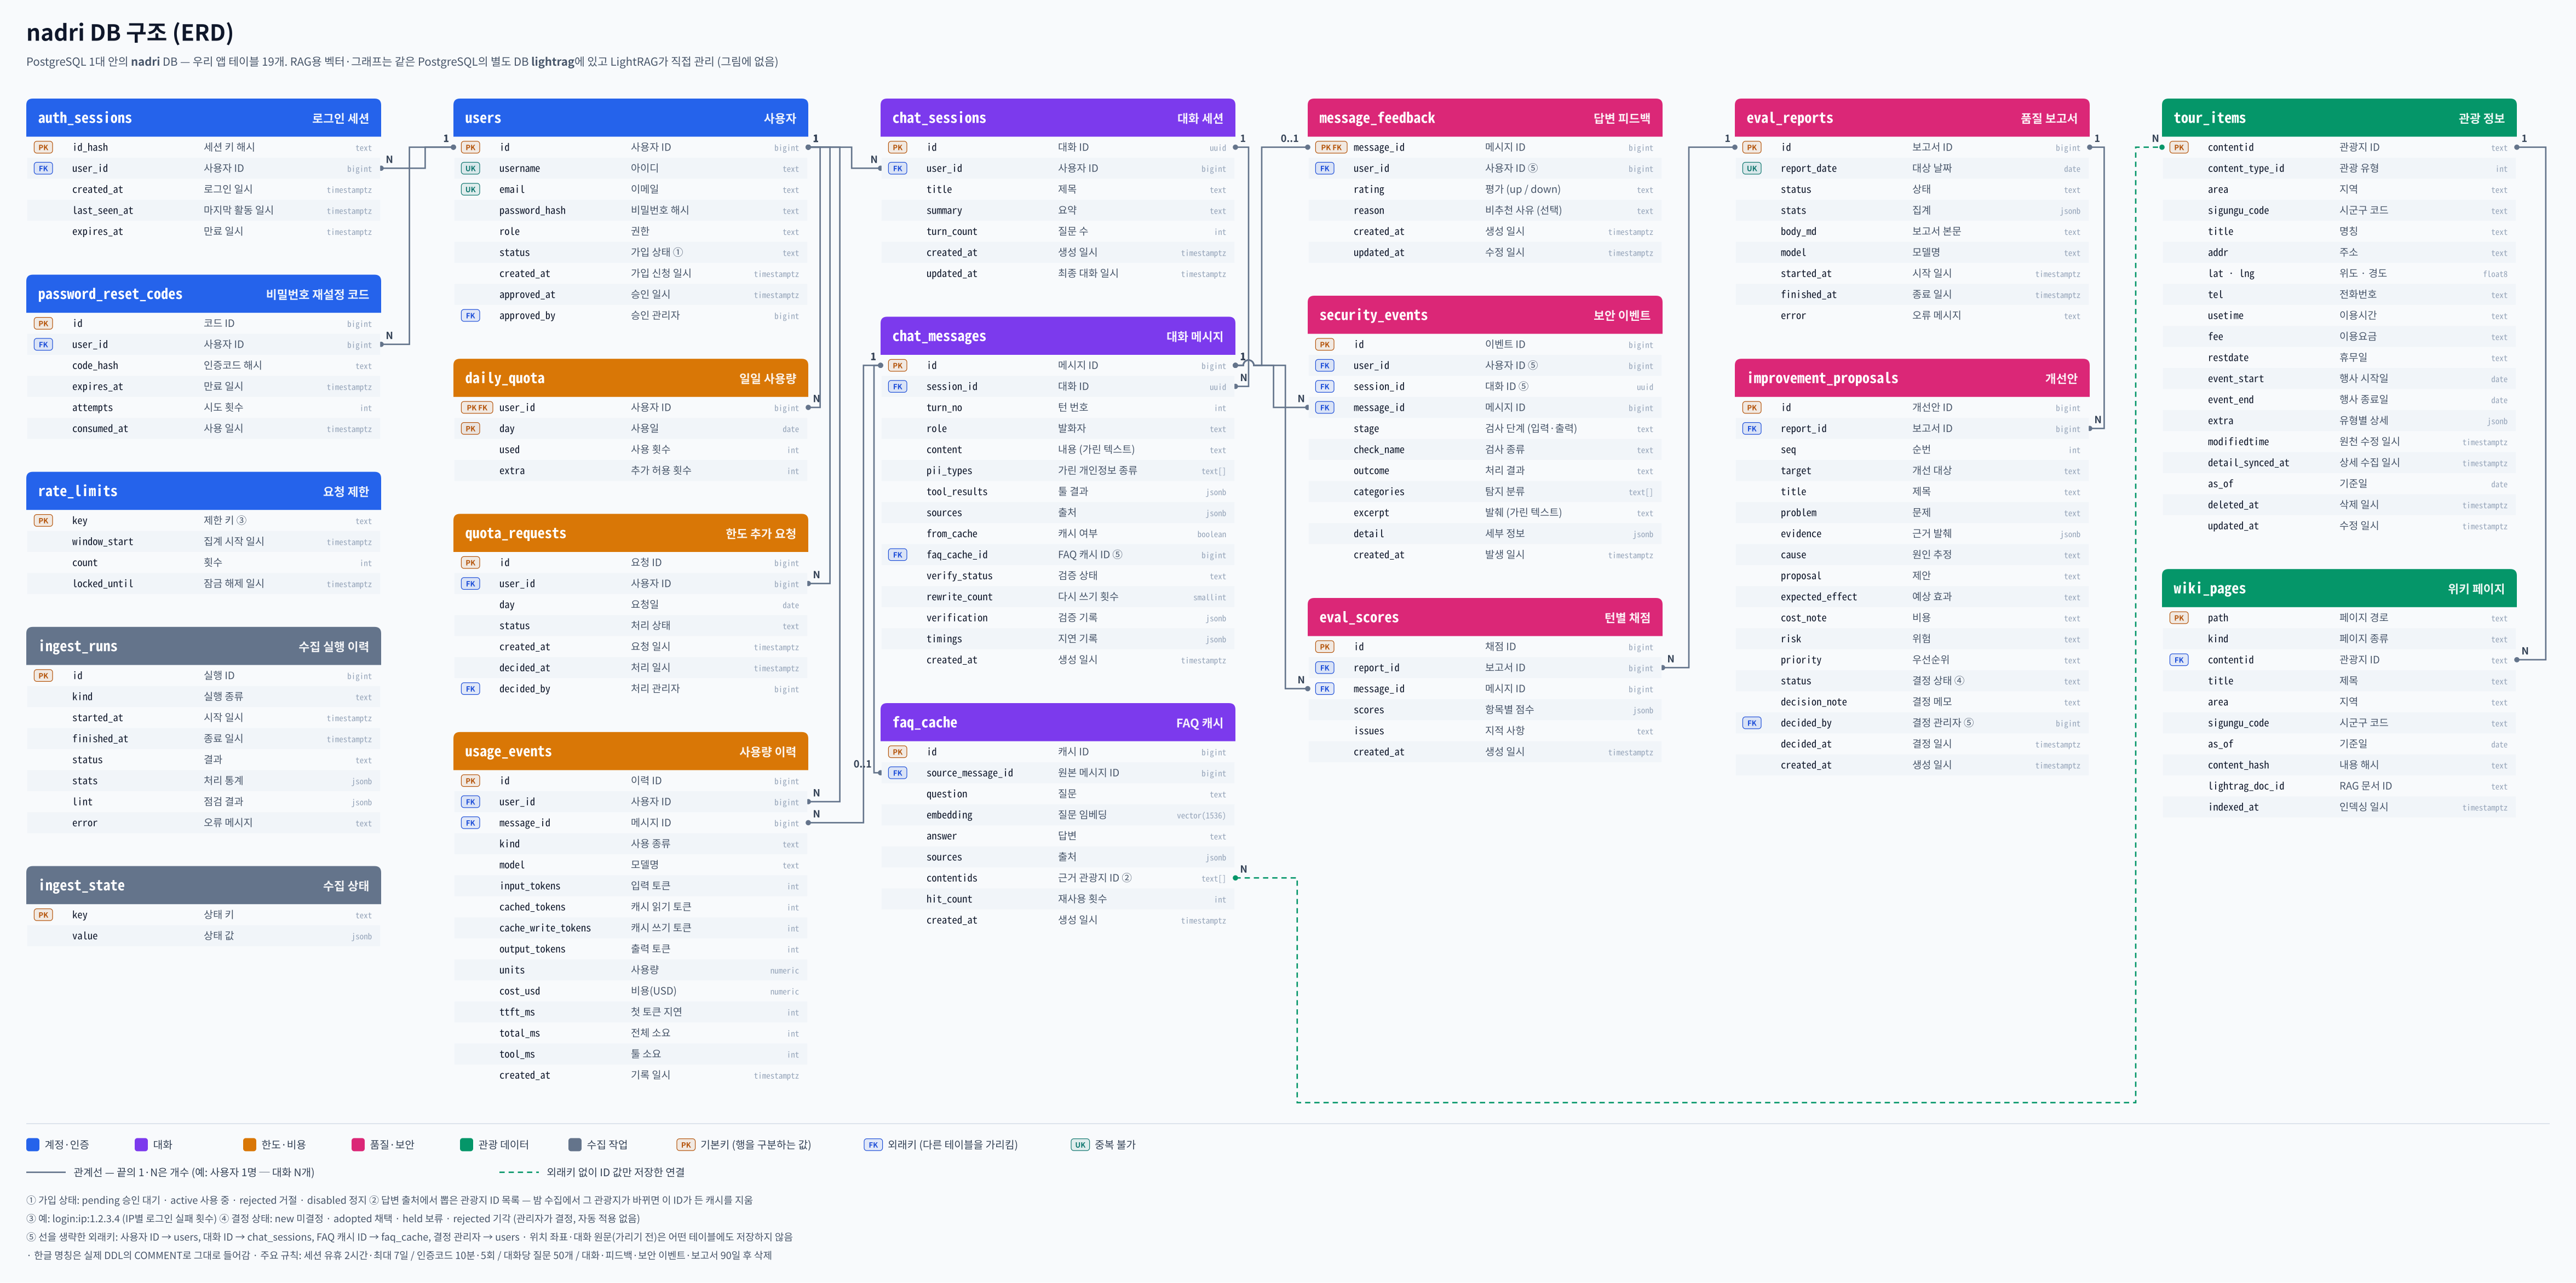 nadri DB 구조 (ERD)
PostgreSQL 1대 안의 nadri DB — 우리 앱 테이블 19개. RAG용 벡터·그래프는 같은 PostgreSQL의 별도 DB lightrag에 있고 LightRAG가 직접 관리 (그림에 없음)
auth_sessions 로그인 세션
PK id_hash 세션 키 해시 text
FK user_id 사용자 ID bigint
created_at 로그인 일시 timestamptz
last_seen_at 마지막 활동 일시 timestamptz
expires_at 만료 일시 timestamptz
N
password_reset_codes 비밀번호 재설정 코드
PK id 코드 ID bigint
FK user_id 사용자 ID bigint
code_hash 인증코드 해시 text
expires_at 만료 일시 timestamptz
attempts 시도 횟수 int
consumed_at 사용 일시 timestamptz
N
rate_limits 요청 제한
PK key 제한 키 ③ text
window_start 집계 시작 일시 timestamptz
count 횟수 int
locked_until 잠금 해제 일시 timestamptz
ingest_runs 수집 실행 이력
PK id 실행 ID bigint
kind 실행 종류 text
started_at 시작 일시 timestamptz
finished_at 종료 일시 timestamptz
status 결과 text
stats 처리 통계 jsonb
lint 점검 결과 jsonb
error 오류 메시지 text
ingest_state 수집 상태
PK key 상태 키 text
value 상태 값 jsonb
users 사용자
1 1
PK id 사용자 ID bigint
UK username 아이디 text
UK email 이메일 text
password_hash 비밀번호 해시 text
role 권한 text
status 가입 상태 ① text
created_at 가입 신청 일시 timestamptz
approved_at 승인 일시 timestamptz
FK approved_by 승인 관리자 bigint
daily_quota 일일 사용량
PK FK user_id 사용자 ID bigint
PK day 사용일 date
used 사용 횟수 int
extra 추가 허용 횟수 int
N
quota_requests 한도 추가 요청
PK id 요청 ID bigint
FK user_id 사용자 ID bigint
day 요청일 date
status 처리 상태 text
created_at 요청 일시 timestamptz
decided_at 처리 일시 timestamptz
FK decided_by 처리 관리자 bigint
N
usage_events 사용량 이력
PK id 이력 ID bigint
FK user_id 사용자 ID bigint
FK message_id 메시지 ID bigint
kind 사용 종류 text
model 모델명 text
input_tokens 입력 토큰 int
cached_tokens 캐시 읽기 토큰 int
cache_write_tokens 캐시 쓰기 토큰 int
output_tokens 출력 토큰 int
units 사용량 numeric
cost_usd 비용(USD) numeric
ttft_ms 첫 토큰 지연 int
total_ms 전체 소요 int
tool_ms 툴 소요 int
created_at 기록 일시 timestamptz
N
N
chat_sessions 대화 세션
1
PK id 대화 ID uuid
N
FK user_id 사용자 ID bigint
title 제목 text
summary 요약 text
turn_count 질문 수 int
created_at 생성 일시 timestamptz
updated_at 최종 대화 일시 timestamptz
chat_messages 대화 메시지
1 1
PK id 메시지 ID bigint
FK session_id 대화 ID uuid
N
turn_no 턴 번호 int
role 발화자 text
content 내용 (가린 텍스트) text
pii_types 가린 개인정보 종류 text[]
tool_results 툴 결과 jsonb
sources 출처 jsonb
from_cache 캐시 여부 boolean
FK faq_cache_id FAQ 캐시 ID ⑤ bigint
verify_status 검증 상태 text
rewrite_count 다시 쓰기 횟수 smallint
verification 검증 기록 jsonb
timings 지연 기록 jsonb
created_at 생성 일시 timestamptz
faq_cache FAQ 캐시
PK id 캐시 ID bigint
0..1
FK source_message_id 원본 메시지 ID bigint
question 질문 text
embedding 질문 임베딩 vector(1536)
answer 답변 text
sources 출처 jsonb
contentids 근거 관광지 ID ② text[]
N
hit_count 재사용 횟수 int
created_at 생성 일시 timestamptz
message_feedback 답변 피드백
0..1
PK FK message_id 메시지 ID bigint
FK user_id 사용자 ID ⑤ bigint
rating 평가 (up / down) text
reason 비추천 사유 (선택) text
created_at 생성 일시 timestamptz
updated_at 수정 일시 timestamptz
security_events 보안 이벤트
PK id 이벤트 ID bigint
FK user_id 사용자 ID ⑤ bigint
FK session_id 대화 ID ⑤ uuid
N
FK message_id 메시지 ID bigint
stage 검사 단계 (입력·출력) text
check_name 검사 종류 text
outcome 처리 결과 text
categories 탐지 분류 text[]
excerpt 발췌 (가린 텍스트) text
detail 세부 정보 jsonb
created_at 발생 일시 timestamptz
eval_scores 턴별 채점
PK id 채점 ID bigint
FK report_id 보고서 ID bigint
N
N
FK message_id 메시지 ID bigint
scores 항목별 점수 jsonb
issues 지적 사항 text
created_at 생성 일시 timestamptz
eval_reports 품질 보고서
1 1
PK id 보고서 ID bigint
UK report_date 대상 날짜 date
status 상태 text
stats 집계 jsonb
body_md 보고서 본문 text
model 모델명 text
started_at 시작 일시 timestamptz
finished_at 종료 일시 timestamptz
error 오류 메시지 text
improvement_proposals 개선안
PK id 개선안 ID bigint
FK report_id 보고서 ID bigint
N
seq 순번 int
target 개선 대상 text
title 제목 text
problem 문제 text
evidence 근거 발췌 jsonb
cause 원인 추정 text
proposal 제안 text
expected_effect 예상 효과 text
cost_note 비용 text
risk 위험 text
priority 우선순위 text
status 결정 상태 ④ text
decision_note 결정 메모 text
FK decided_by 결정 관리자 ⑤ bigint
decided_at 결정 일시 timestamptz
created_at 생성 일시 timestamptz
tour_items 관광 정보
N 1
PK contentid 관광지 ID text
content_type_id 관광 유형 int
area 지역 text
sigungu_code 시군구 코드 text
title 명칭 text
addr 주소 text
lat · lng 위도 · 경도 float8
tel 전화번호 text
usetime 이용시간 text
fee 이용요금 text
restdate 휴무일 text
event_start 행사 시작일 date
event_end 행사 종료일 date
extra 유형별 상세 jsonb
modifiedtime 원천 수정 일시 timestamptz
detail_synced_at 상세 수집 일시 timestamptz
as_of 기준일 date
deleted_at 삭제 일시 timestamptz
updated_at 수정 일시 timestamptz
wiki_pages 위키 페이지
PK path 페이지 경로 text
kind 페이지 종류 text
FK contentid 관광지 ID text
N
title 제목 text
area 지역 text
sigungu_code 시군구 코드 text
as_of 기준일 date
content_hash 내용 해시 text
lightrag_doc_id RAG 문서 ID text
indexed_at 인덱싱 일시 timestamptz
계정·인증 대화 한도·비용 품질·보안 관광 데이터 수집 작업 PK 기본키 (행을 구분하는 값) FK 외래키 (다른 테이블을 가리킴) UK 중복 불가
관계선 — 끝의 1·N은 개수 (예: 사용자 1명 — 대화 N개) 외래키 없이 ID 값만 저장한 연결
① 가입 상태: pending 승인 대기 · active 사용 중 · rejected 거절 · disabled 정지 ② 답변 출처에서 뽑은 관광지 ID 목록 — 밤 수집에서 그 관광지가 바뀌면 이 ID가 든 캐시를 지움
③ 예: login:ip:1.2.3.4 (IP별 로그인 실패 횟수) ④ 결정 상태: new 미결정 · adopted 채택 · held 보류 · rejected 기각 (관리자가 결정, 자동 적용 없음)
⑤ 선을 생략한 외래키: 사용자 ID → users, 대화 ID → chat_sessions, FAQ 캐시 ID → faq_cache, 결정 관리자 → users · 위치 좌표·대화 원문(가리기 전)은 어떤 테이블에도 저장하지 않음
· 한글 명칭은 실제 DDL의 COMMENT로 그대로 들어감 · 주요 규칙: 세션 유휴 2시간·최대 7일 / 인증코드 10분·5회 / 대화당 질문 50개 / 대화·피드백·보안 이벤트·보고서 90일 후 삭제